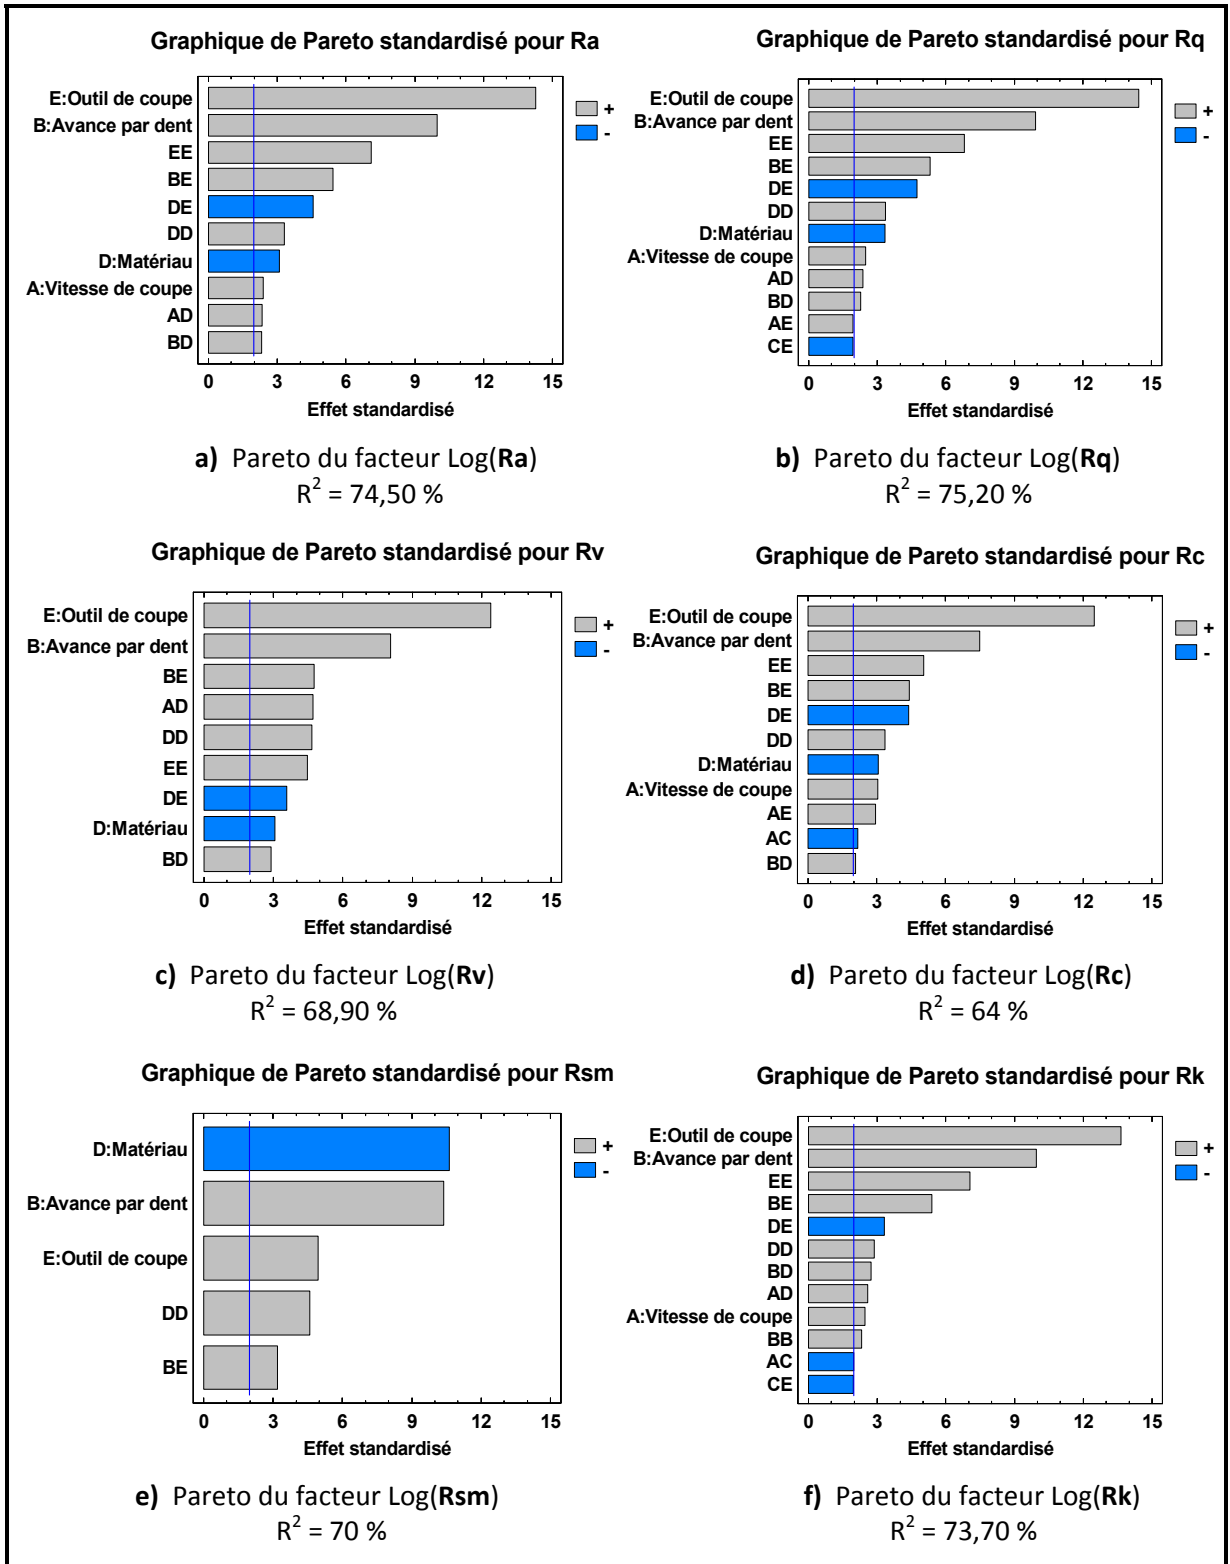 Graphique de Pareto standardisé pour Ra
E:Outil de coupe
B:Avance par dent
EE
BE
DE
DD
D:Matériau
A:Vitesse de coupe
AD
BD
0 3 6 9 12 15
Effet standardisé
+
-
a) Pareto du facteur Log(Ra)
R² = 74,50 %
Graphique de Pareto standardisé pour Rq
E:Outil de coupe
B:Avance par dent
EE
BE
DE
DD
D:Matériau
A:Vitesse de coupe
AD
BD
AE
CE
0 3 6 9 12 15
Effet standardisé
+
-
b) Pareto du facteur Log(Rq)
R² = 75,20 %
Graphique de Pareto standardisé pour Rv
E:Outil de coupe
B:Avance par dent
BE
AD
DD
EE
DE
D:Matériau
BD
0 3 6 9 12 15
Effet standardisé
+
-
c) Pareto du facteur Log(Rv)
R² = 68,90 %
Graphique de Pareto standardisé pour Rc
E:Outil de coupe
B:Avance par dent
EE
BE
DE
DD
D:Matériau
A:Vitesse de coupe
AE
AC
BD
0 3 6 9 12 15
Effet standardisé
+
-
d) Pareto du facteur Log(Rc)
R² = 64 %
Graphique de Pareto standardisé pour Rsm
D:Matériau
B:Avance par dent
E:Outil de coupe
DD
BE
0 3 6 9 12 15
Effet standardisé
+
-
e) Pareto du facteur Log(Rsm)
R² = 70 %
Graphique de Pareto standardisé pour Rk
E:Outil de coupe
B:Avance par dent
EE
BE
DE
DD
BD
AD
A:Vitesse de coupe
BB
AC
CE
0 3 6 9 12 15
Effet standardisé
+
-
f) Pareto du facteur Log(Rk)
R² = 73,70 %